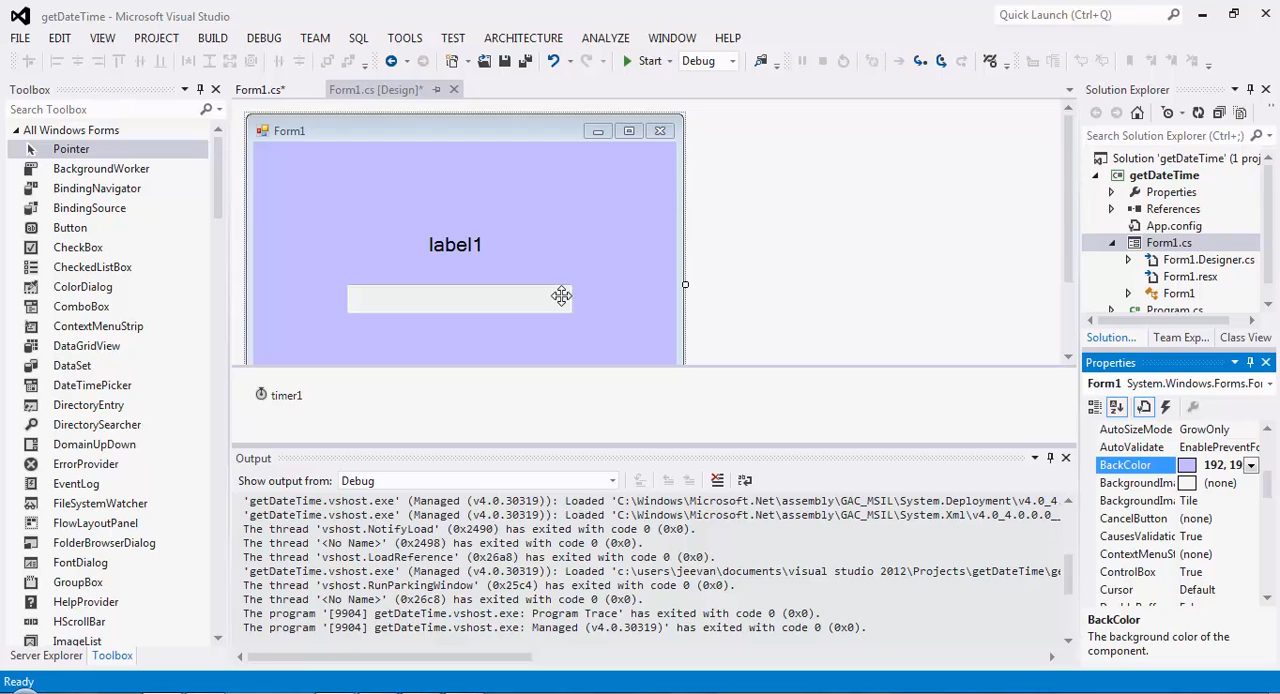 getDateTime - Microsoft Visual Studio
Quick Launch (Ctrl+Q)
FILE EDIT VIEW PROJECT BUILD DEBUG TEAM SQL TOOLS TEST ARCHITECTURE ANALYZE WINDOW HELP
Start Debug
Toolbox
Search Toolbox
All Windows Forms
Pointer
BackgroundWorker
BindingNavigator
BindingSource
Button
CheckBox
CheckedListBox
ColorDialog
ComboBox
ContextMenuStrip
DataGridView
DataSet
DateTimePicker
DirectoryEntry
DirectorySearcher
DomainUpDown
ErrorProvider
EventLog
FileSystemWatcher
FlowLayoutPanel
FolderBrowserDialog
FontDialog
GroupBox
HelpProvider
HScrollBar
ImageList
Server Explorer Toolbox
Form1.cs* Form1.cs [Design]*
Form1
label1
timer1
Output
Show output from: Debug
'getDateTime.vshost.exe' (Managed (v4.0.30319)): Loaded 'C:\Windows\Microsoft.Net\assembly\GAC_MSIL\System.Deployment\v4.0_4
'getDateTime.vshost.exe' (Managed (v4.0.30319)): Loaded 'C:\Windows\Microsoft.Net\assembly\GAC_MSIL\System.Xml\v4.0_4.0.0.0__
The thread 'vshost.NotifyLoad' (0x2490) has exited with code 0 (0x0).
The thread '<No Name>' (0x2498) has exited with code 0 (0x0).
The thread 'vshost.LoadReference' (0x26a8) has exited with code 0 (0x0).
'getDateTime.vshost.exe' (Managed (v4.0.30319)): Loaded 'c:\users\jeevan\documents\visual studio 2012\Projects\getDateTime\ge
The thread 'vshost.RunParkingWindow' (0x25c4) has exited with code 0 (0x0).
The thread '<No Name>' (0x26c8) has exited with code 0 (0x0).
The program '[9904] getDateTime.vshost.exe: Program Trace' has exited with code 0 (0x0).
The program '[9904] getDateTime.vshost.exe: Managed (v4.0.30319)' has exited with code 0 (0x0).
Solution Explorer
Search Solution Explorer (Ctrl+;)
Solution 'getDateTime' (1 proj
getDateTime
Properties
References
App.config
Form1.cs
Form1.Designer.cs
Form1.resx
Form1
Program.cs
Solution... Team Exp... Class View
Properties
Form1 System.Windows.Forms.For
AutoSizeMode GrowOnly
AutoValidate EnablePreventFo
BackColor 192, 19
BackgroundIma (none)
BackgroundIma Tile
CancelButton (none)
CausesValidatic True
ContextMenuSt (none)
ControlBox True
Cursor Default
BackColor
The background color of the
component.
Ready